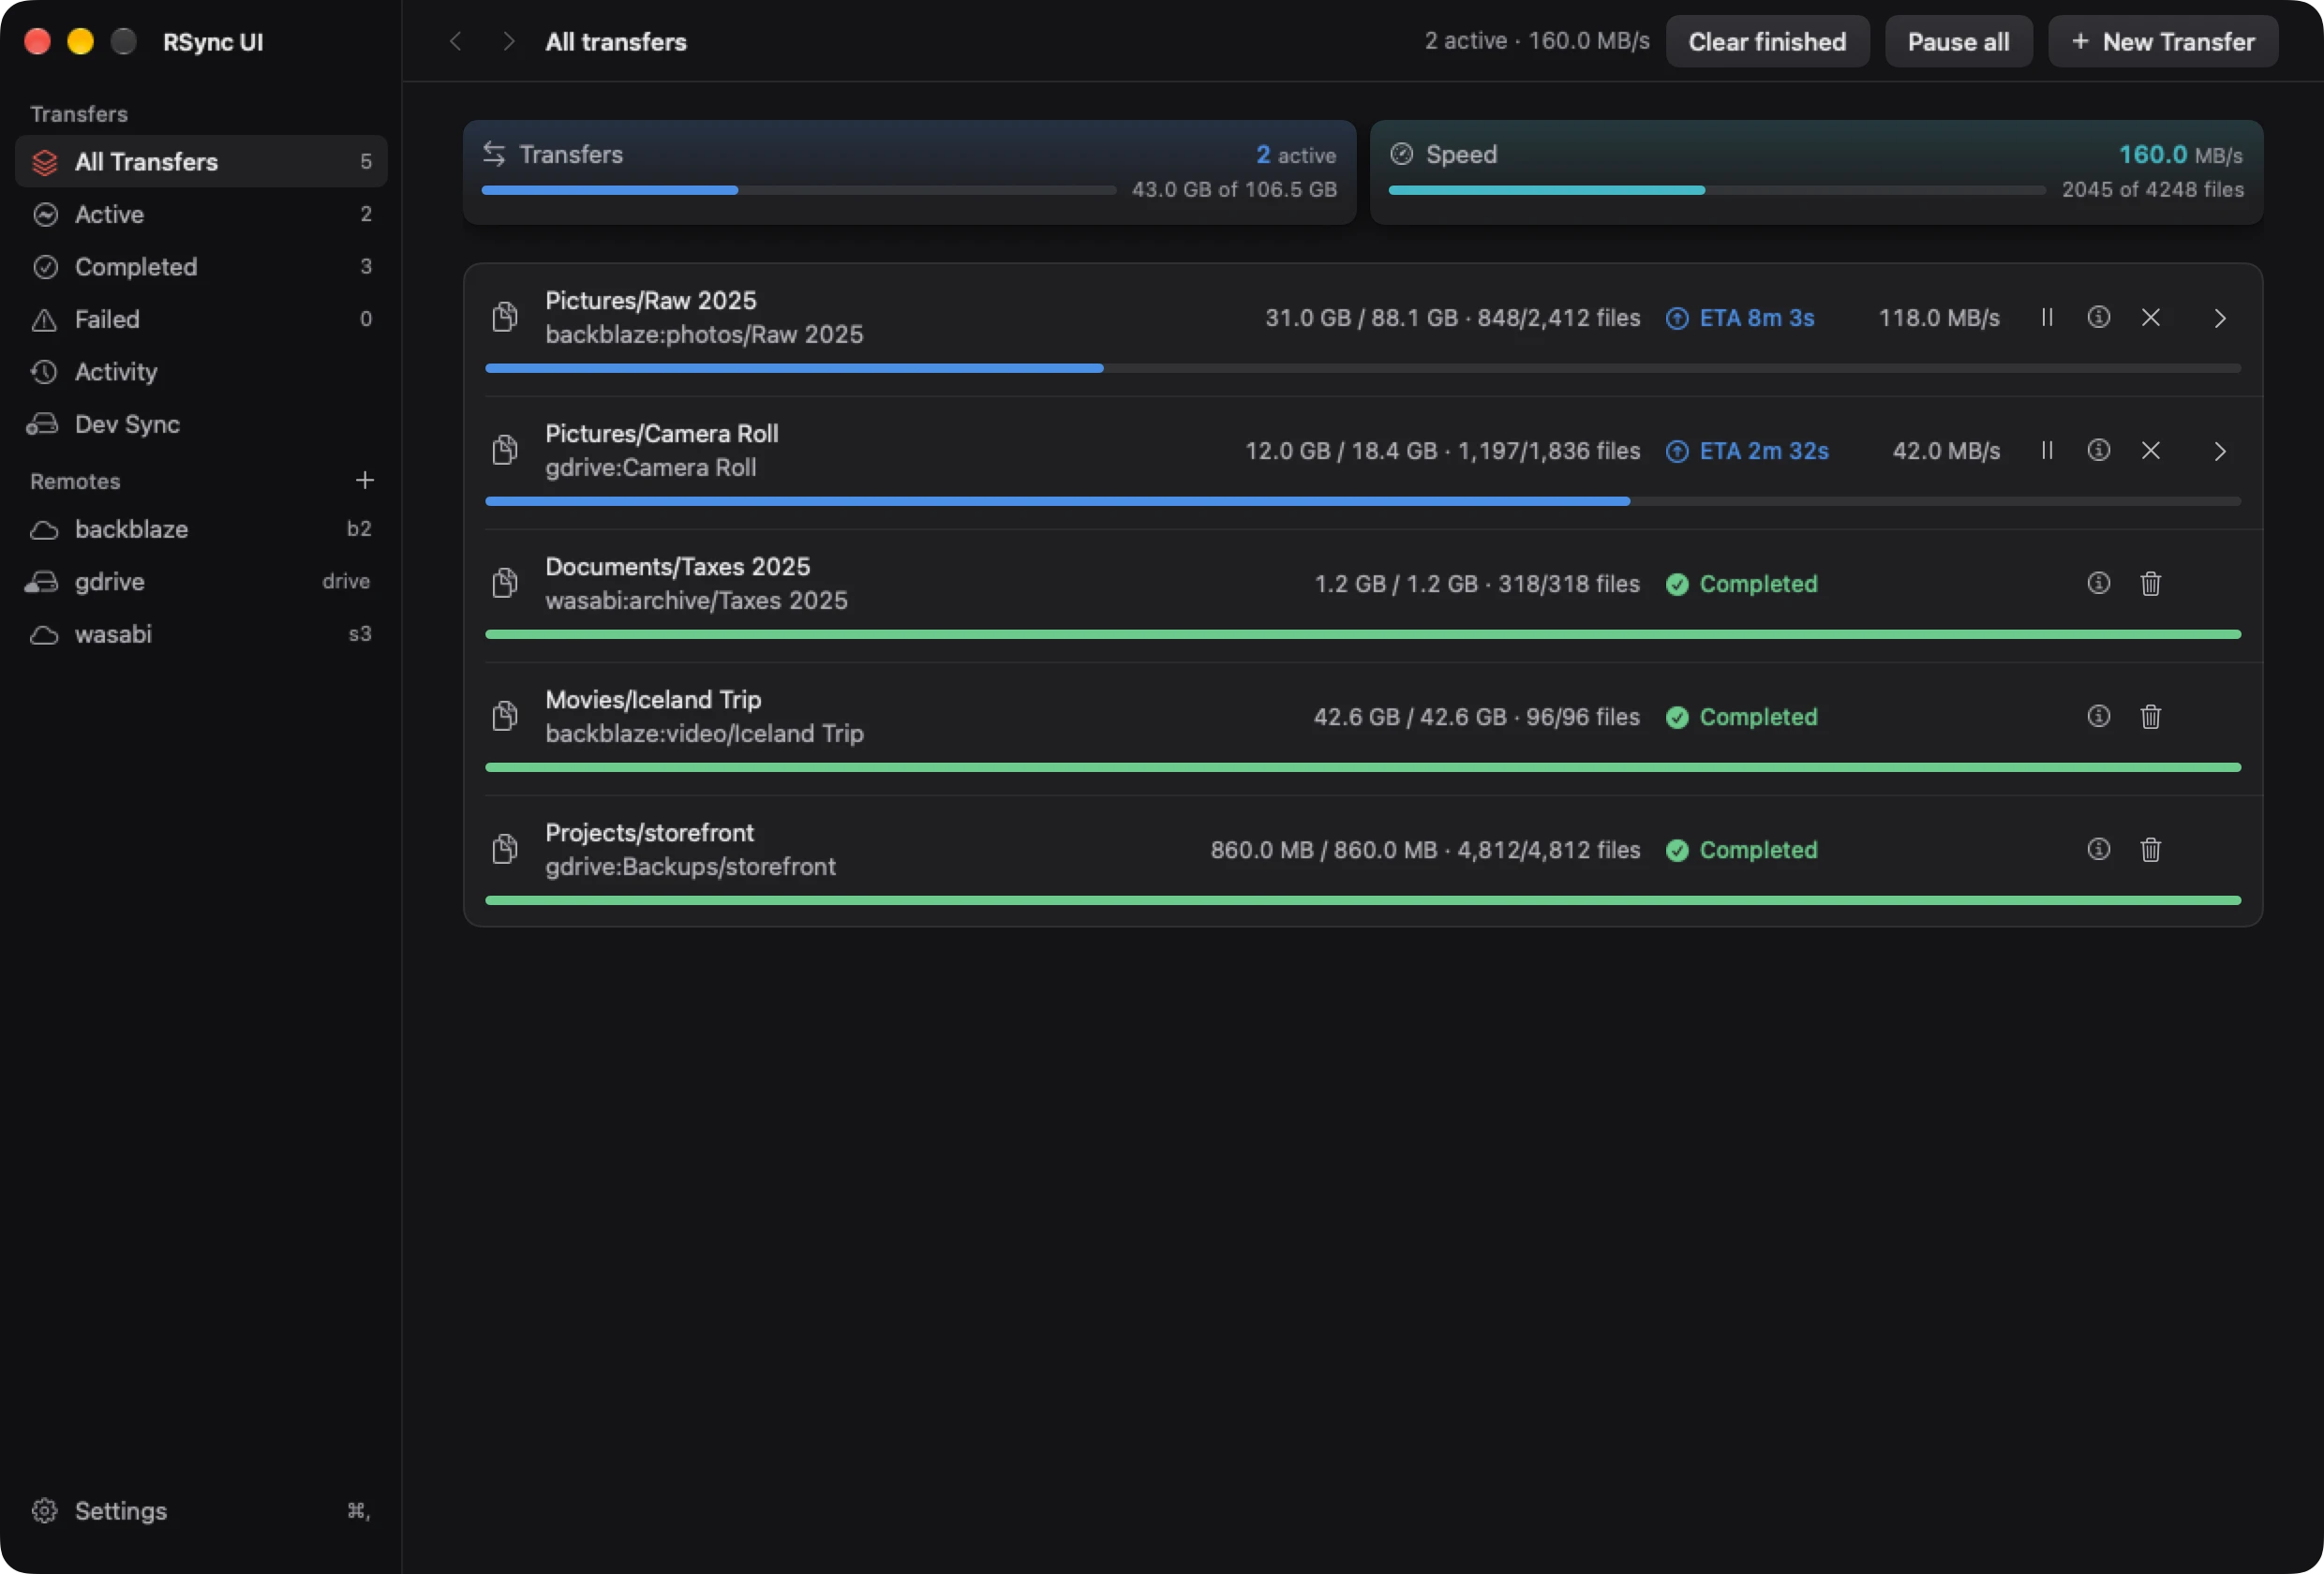 RSync UI
Transfers
All Transfers 5
Active 2
Completed 3
Failed 0
Activity
Dev Sync
Remotes +
backblaze b2
gdrive drive
wasabi s3
Settings ⌘,
All transfers
2 active · 160.0 MB/s
Clear finished
Pause all
+ New Transfer
Transfers 2 active
43.0 GB of 106.5 GB
Speed 160.0 MB/s
2045 of 4248 files
Pictures/Raw 2025
backblaze:photos/Raw 2025
31.0 GB / 88.1 GB · 848/2,412 files ETA 8m 3s 118.0 MB/s
Pictures/Camera Roll
gdrive:Camera Roll
12.0 GB / 18.4 GB · 1,197/1,836 files ETA 2m 32s 42.0 MB/s
Documents/Taxes 2025
wasabi:archive/Taxes 2025
1.2 GB / 1.2 GB · 318/318 files Completed
Movies/Iceland Trip
backblaze:video/Iceland Trip
42.6 GB / 42.6 GB · 96/96 files Completed
Projects/storefront
gdrive:Backups/storefront
860.0 MB / 860.0 MB · 4,812/4,812 files Completed